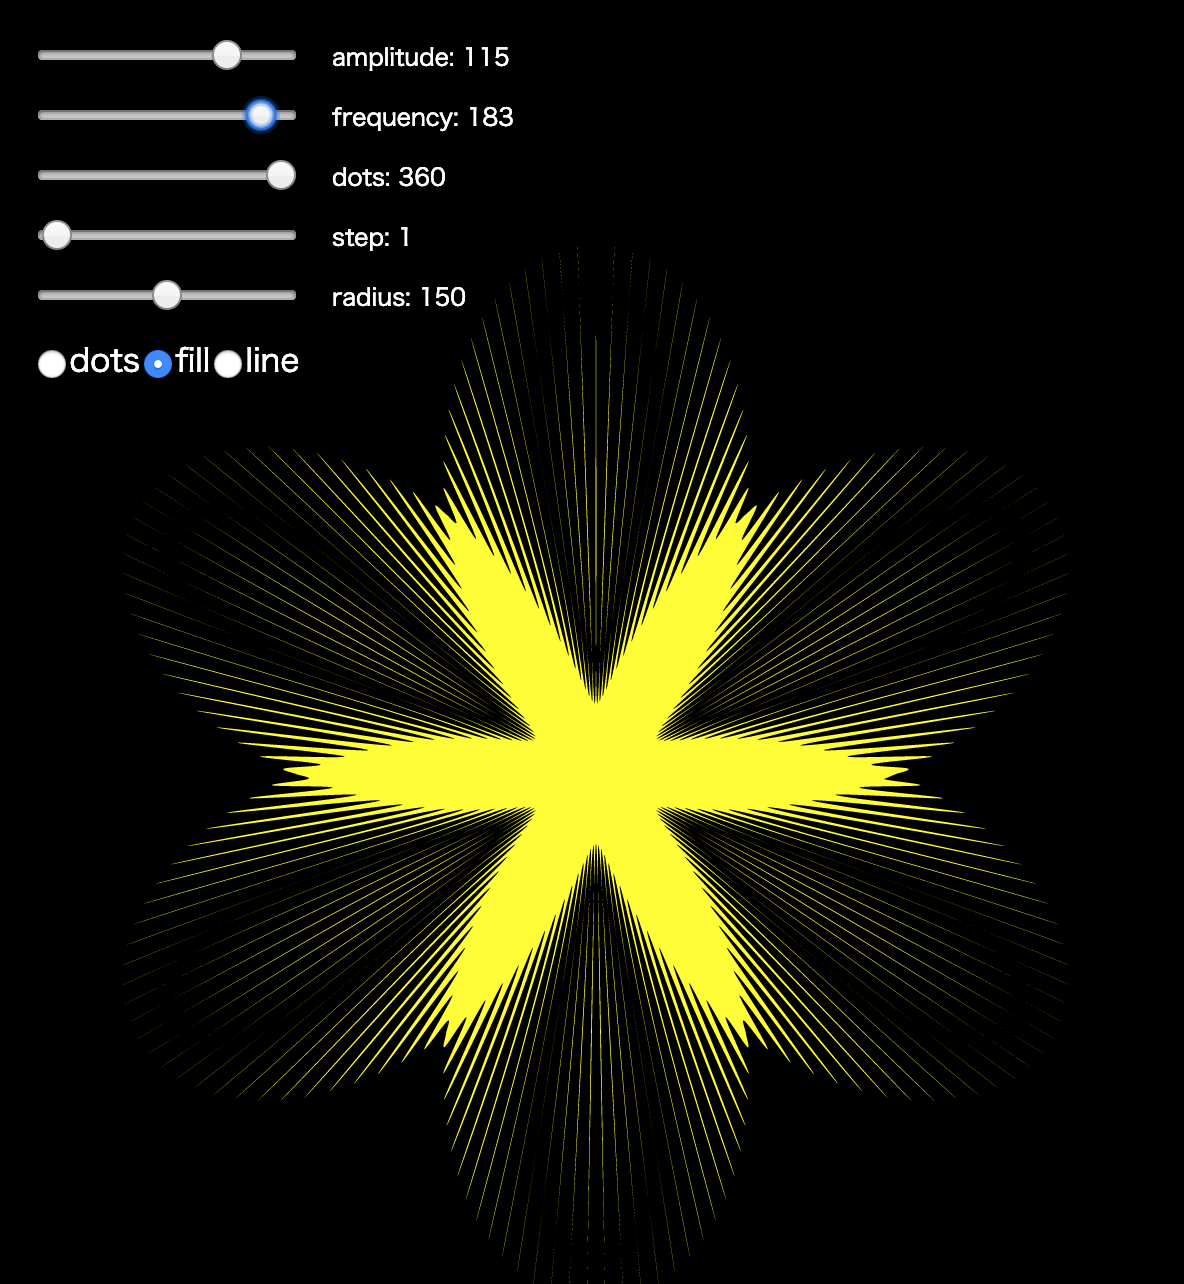 amplitude: 115
frequency: 183
dots: 360
step: 1
radius: 150
dots fill line